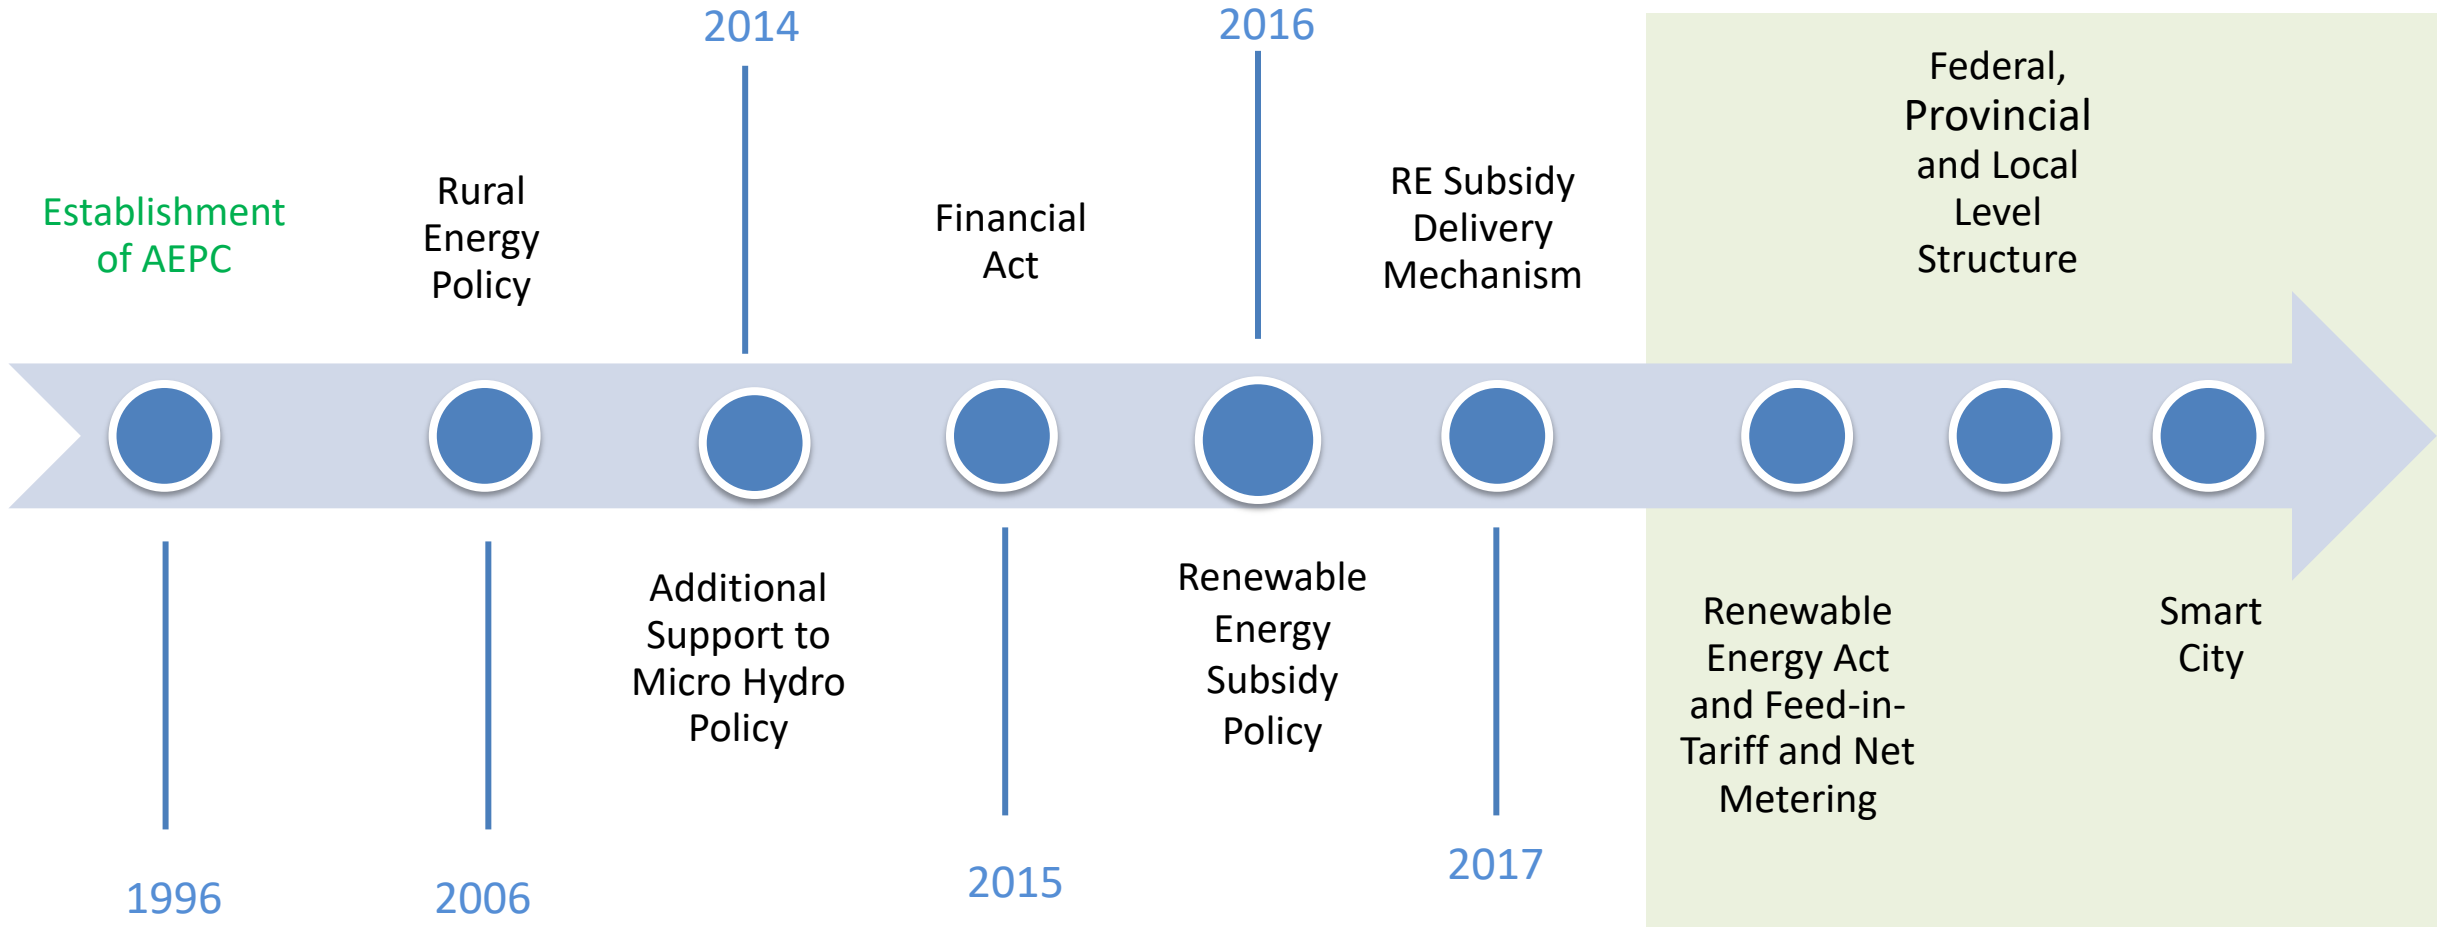 2014
2016
Establishment
of AEPC
Rural
Energy
Policy
Financial
Act
RE Subsidy
Delivery
Mechanism
Federal,
Provincial
and Local
Level
Structure
Additional
Support to
Micro Hydro
Policy
Renewable
Energy
Subsidy
Policy
Renewable
Energy Act
and Feed-in-
Tariff and Net
Metering
Smart
City
1996
2006
2015
2017